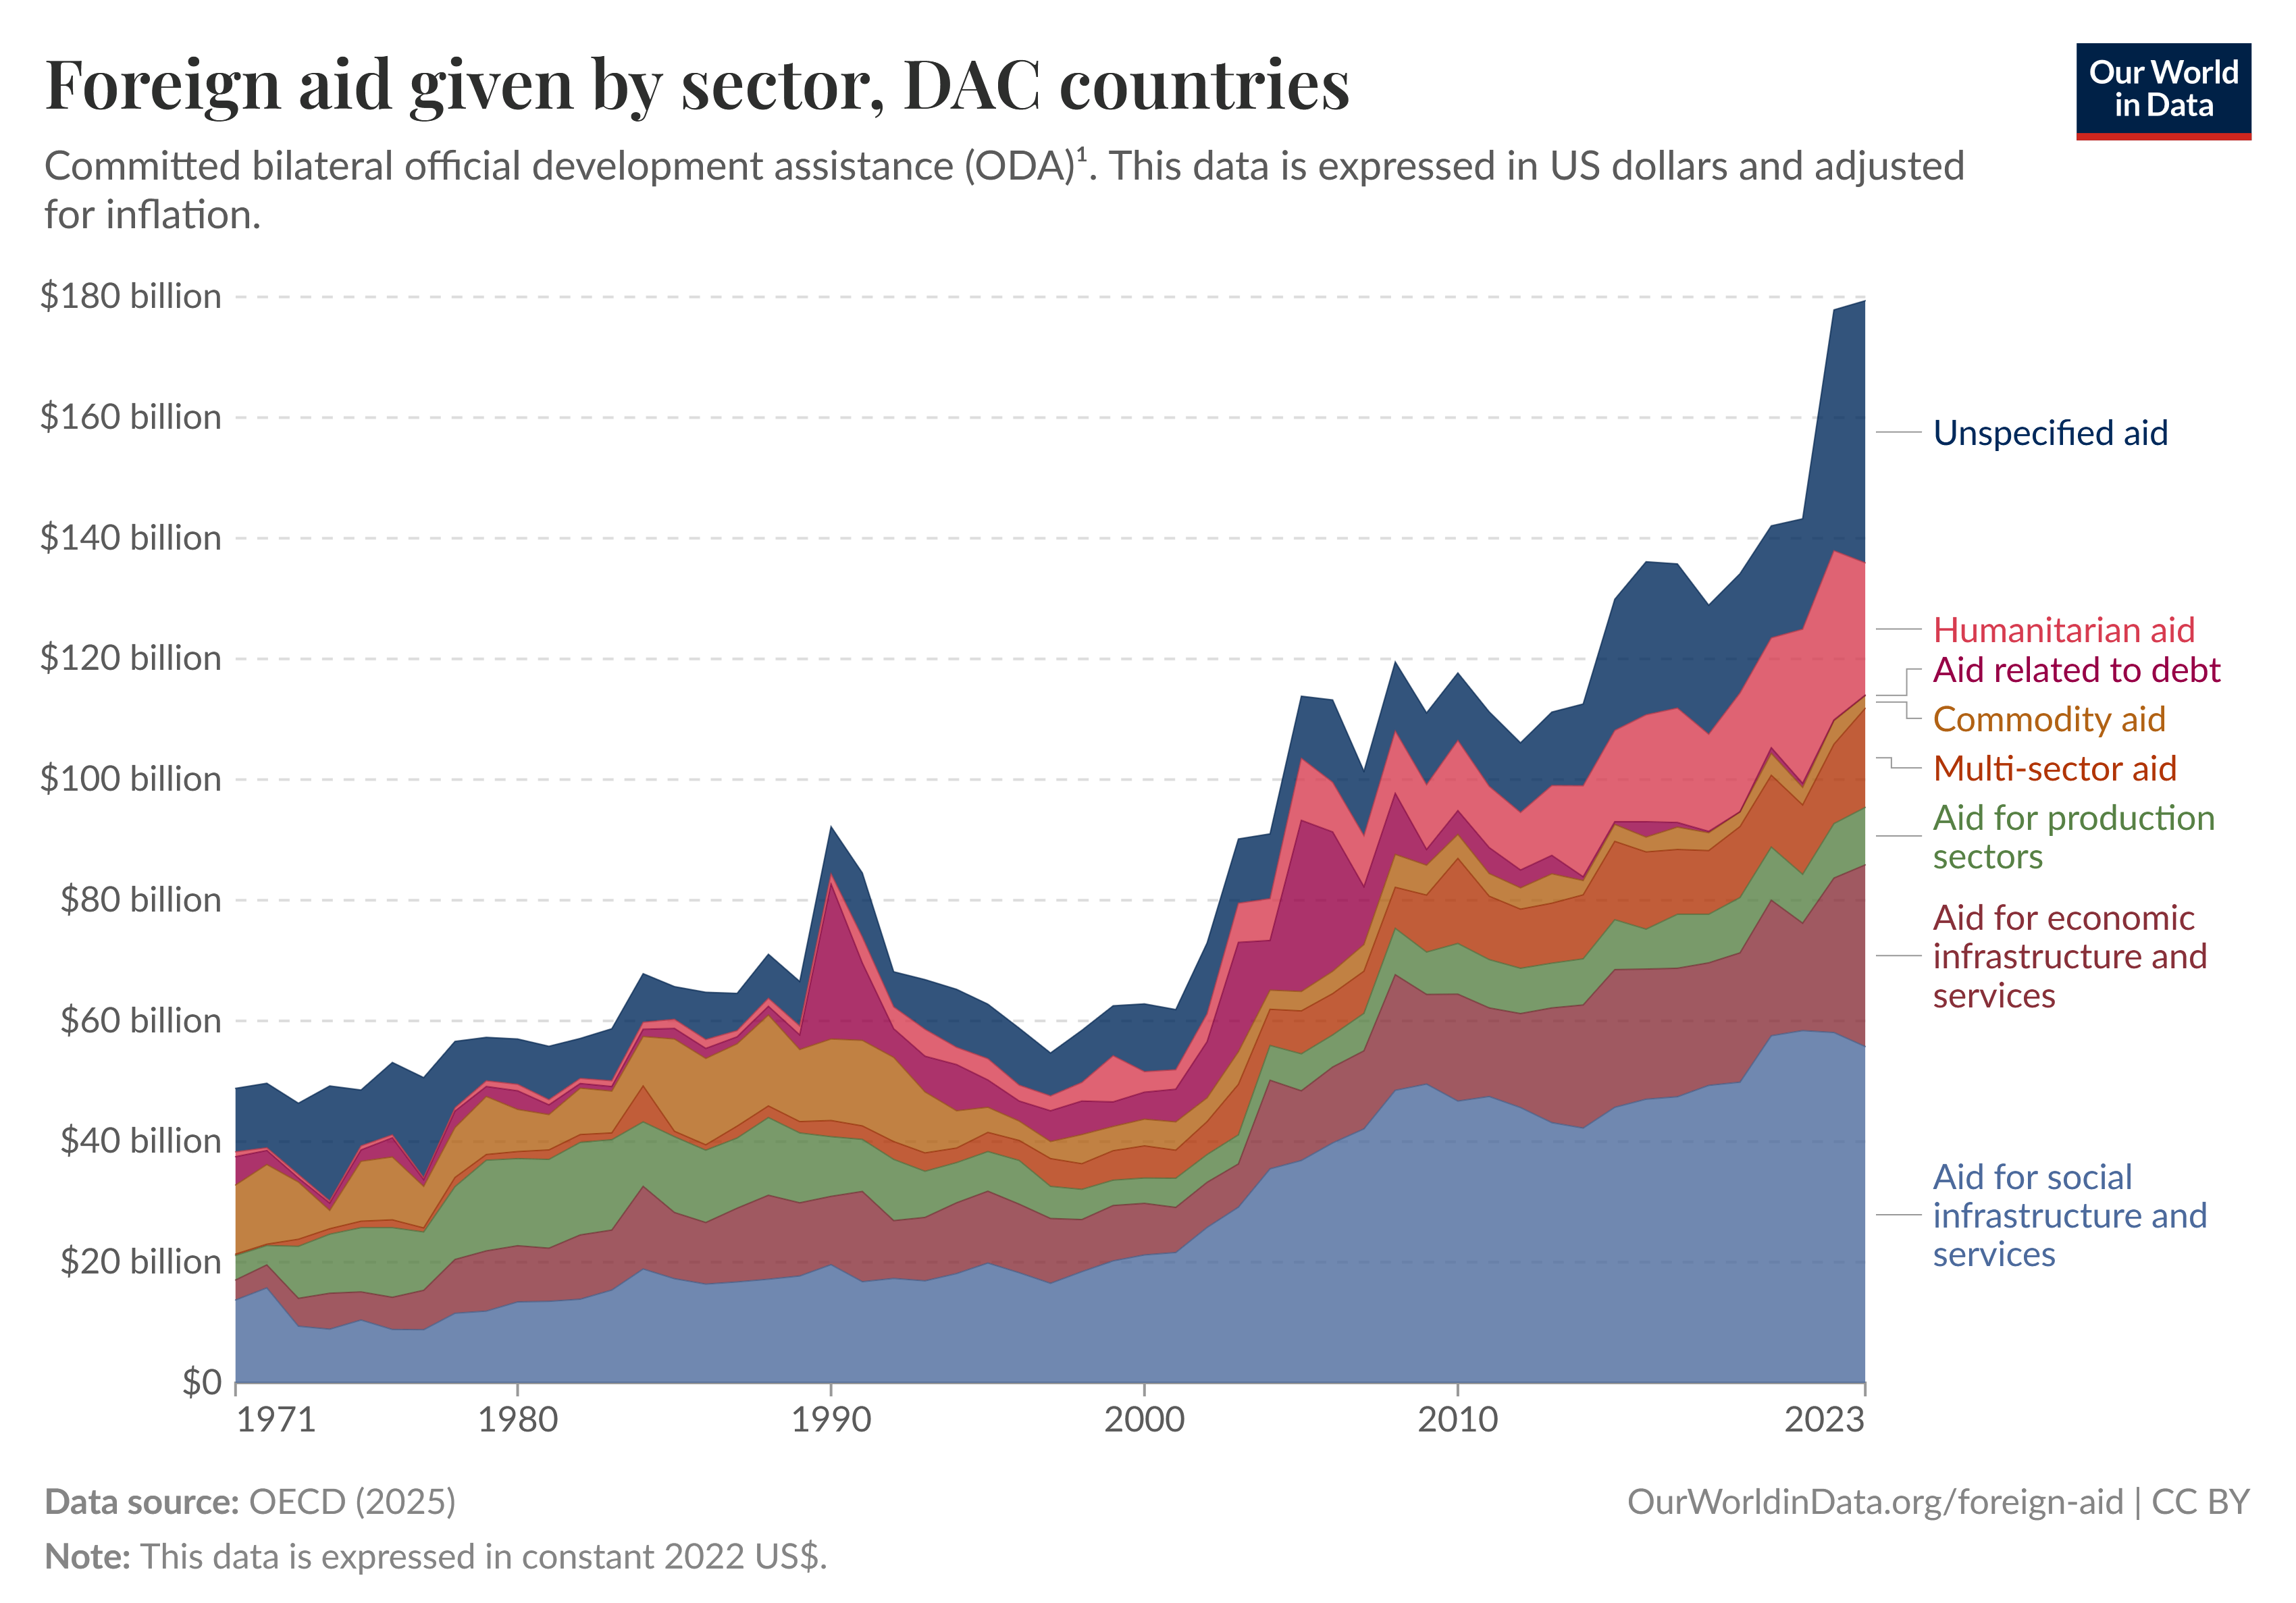 Foreign aid given by sector, DAC countries
Our World
in Data
Committed bilateral official development assistance (ODA)¹. This data is expressed in US dollars and adjusted
for inflation.
$180 billion
$160 billion
$140 billion
$120 billion
$100 billion
$80 billion
$60 billion
$40 billion
$20 billion
$0
1971
1980
1990
2000
2010
2023
Unspecified aid
Humanitarian aid
Aid related to debt
Commodity aid
Multi-sector aid
Aid for production
sectors
Aid for economic
infrastructure and
services
Aid for social
infrastructure and
services
Data source: OECD (2025)
OurWorldinData.org/foreign-aid | CC BY
Note: This data is expressed in constant 2022 US$.